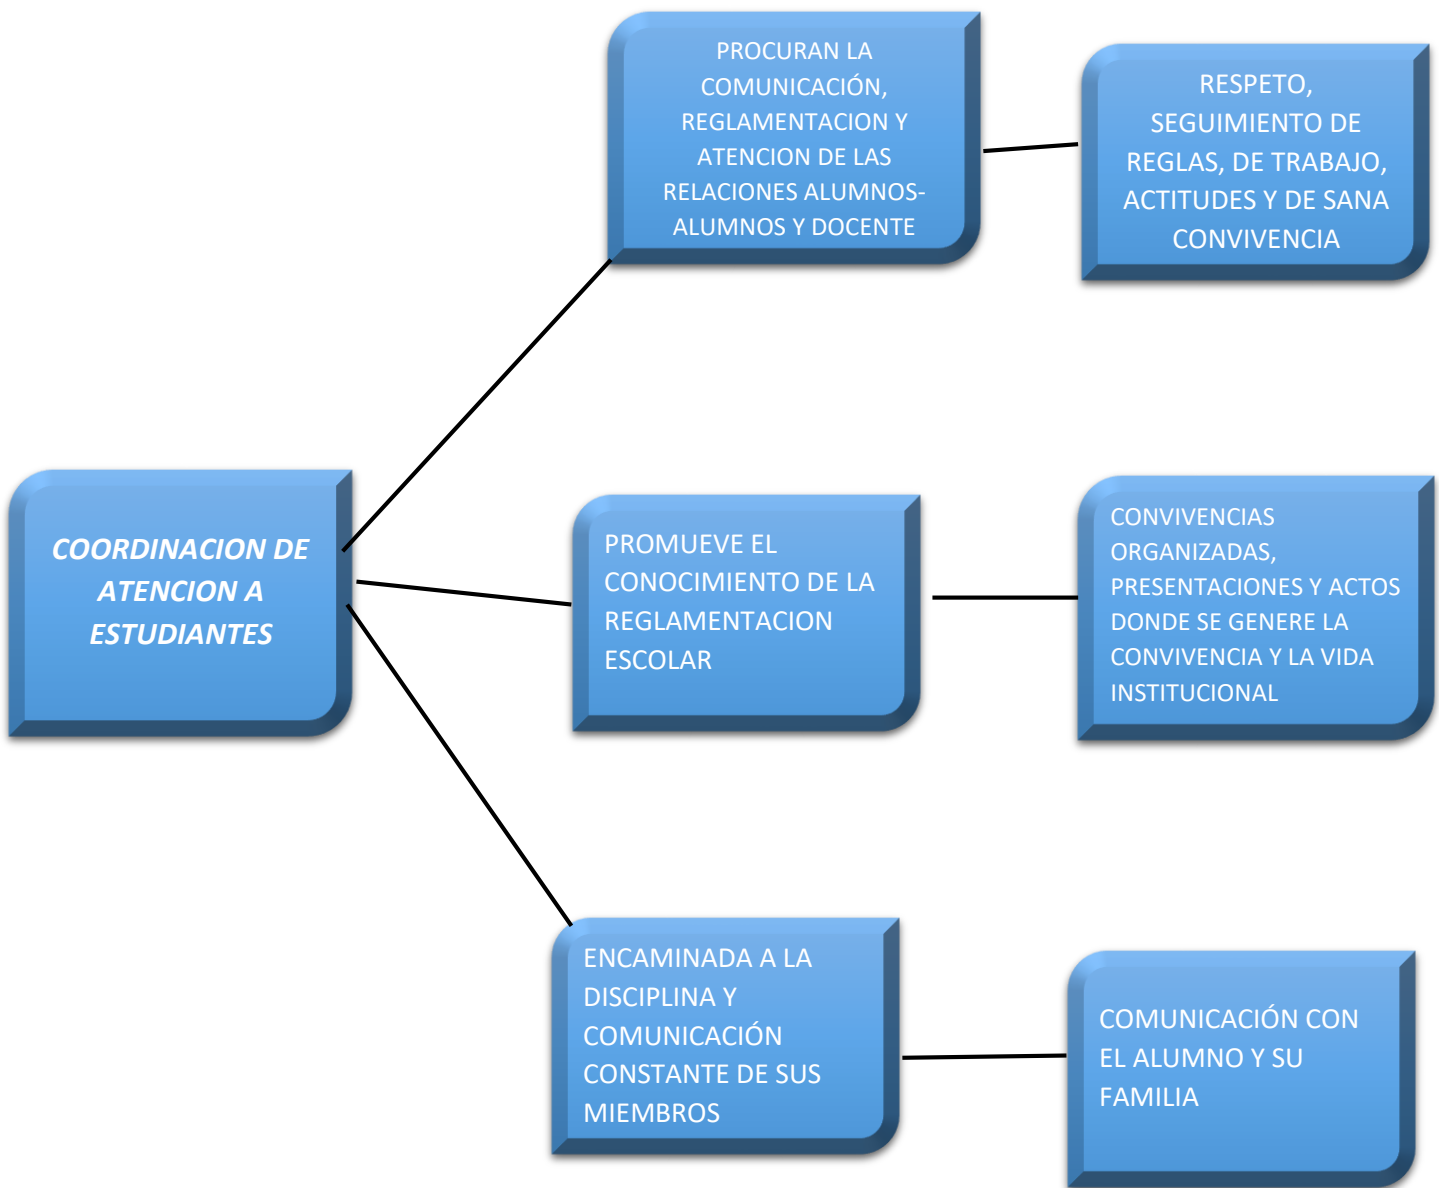 PROCURAN LA
COMUNICACIÓN,
REGLAMENTACION Y
ATENCION DE LAS
RELACIONES ALUMNOS-
ALUMNOS Y DOCENTE
RESPETO,
SEGUIMIENTO DE
REGLAS, DE TRABAJO,
ACTITUDES Y DE SANA
CONVIVENCIA
COORDINACION DE
ATENCION A
ESTUDIANTES
PROMUEVE EL
CONOCIMIENTO DE LA
REGLAMENTACION
ESCOLAR
CONVIVENCIAS
ORGANIZADAS,
PRESENTACIONES Y ACTOS
DONDE SE GENERE LA
CONVIVENCIA Y LA VIDA
INSTITUCIONAL
ENCAMINADA A LA
DISCIPLINA Y
COMUNICACIÓN
CONSTANTE DE SUS
MIEMBROS
COMUNICACIÓN CON
EL ALUMNO Y SU
FAMILIA